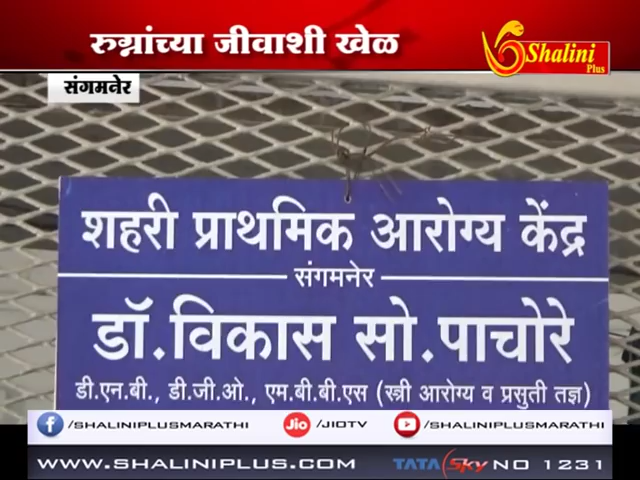 रुग्नांच्या जीवाशी खेळ
Shalini
Plus
संगमनेर
शहरी प्राथमिक आरोग्य केंद्र
संगमनेर
डॉ.विकास सो.पाचोरे
डी.एन.बी., डी.जी.ओ., एम.बी.बी.एस (स्त्री आरोग्य व प्रसुती तज्ञ)
f /SHALINIPLUSMARATHI Jio /JIOTV /SHALINIPLUSMARATHI
WWW.SHALINIPLUS.COM TATA Sky NO 1231